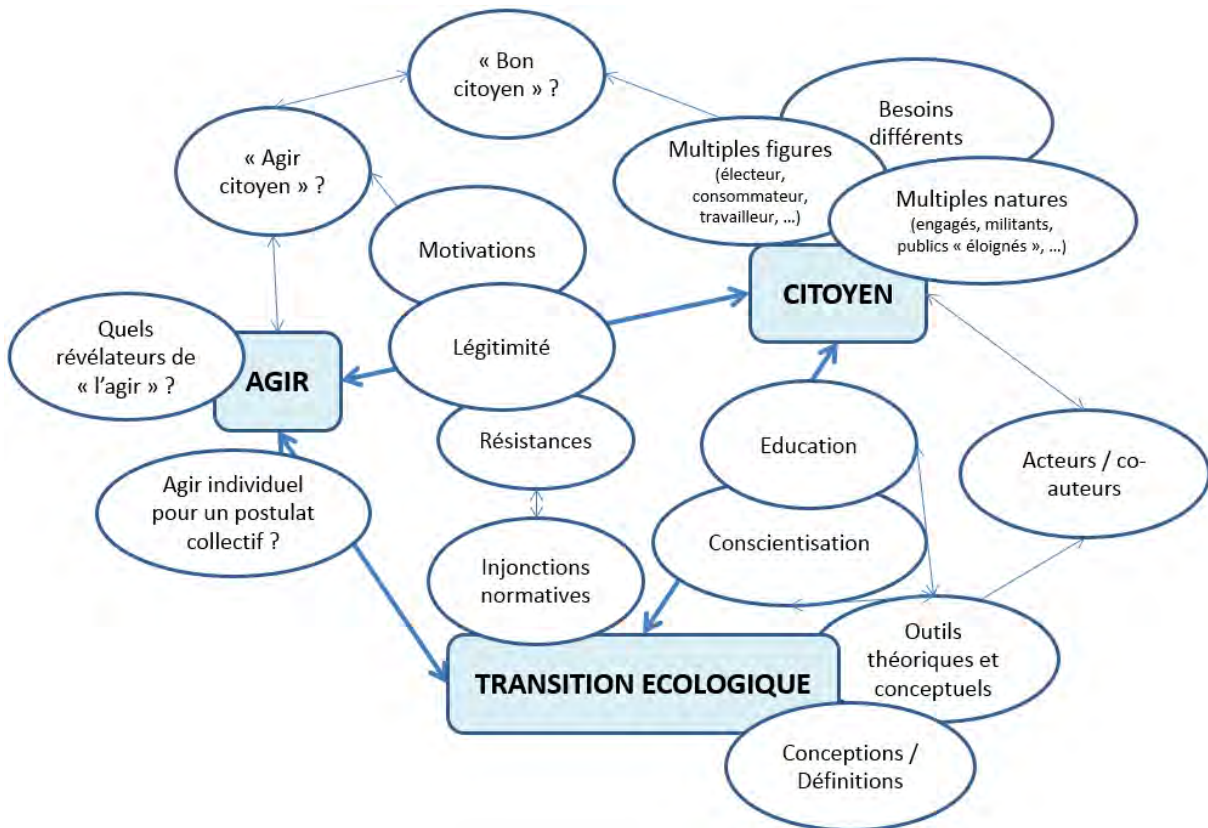 « Bon
citoyen » ?
« Agir
citoyen » ?
Besoins
différents
Multiples figures
(électeur,
consommateur,
travailleur, ...)
Multiples natures
(engagés, militants,
publics « éloignés », ...)
Motivations
CITOYEN
Quels
révélateurs de
« l'agir » ?
AGIR
Légitimité
Résistances
Education
Acteurs / co-
auteurs
Agir individuel
pour un postulat
collectif ?
Conscientisation
Injonctions
normatives
Outils
théoriques et
conceptuels
TRANSITION ECOLOGIQUE
Conceptions /
Définitions